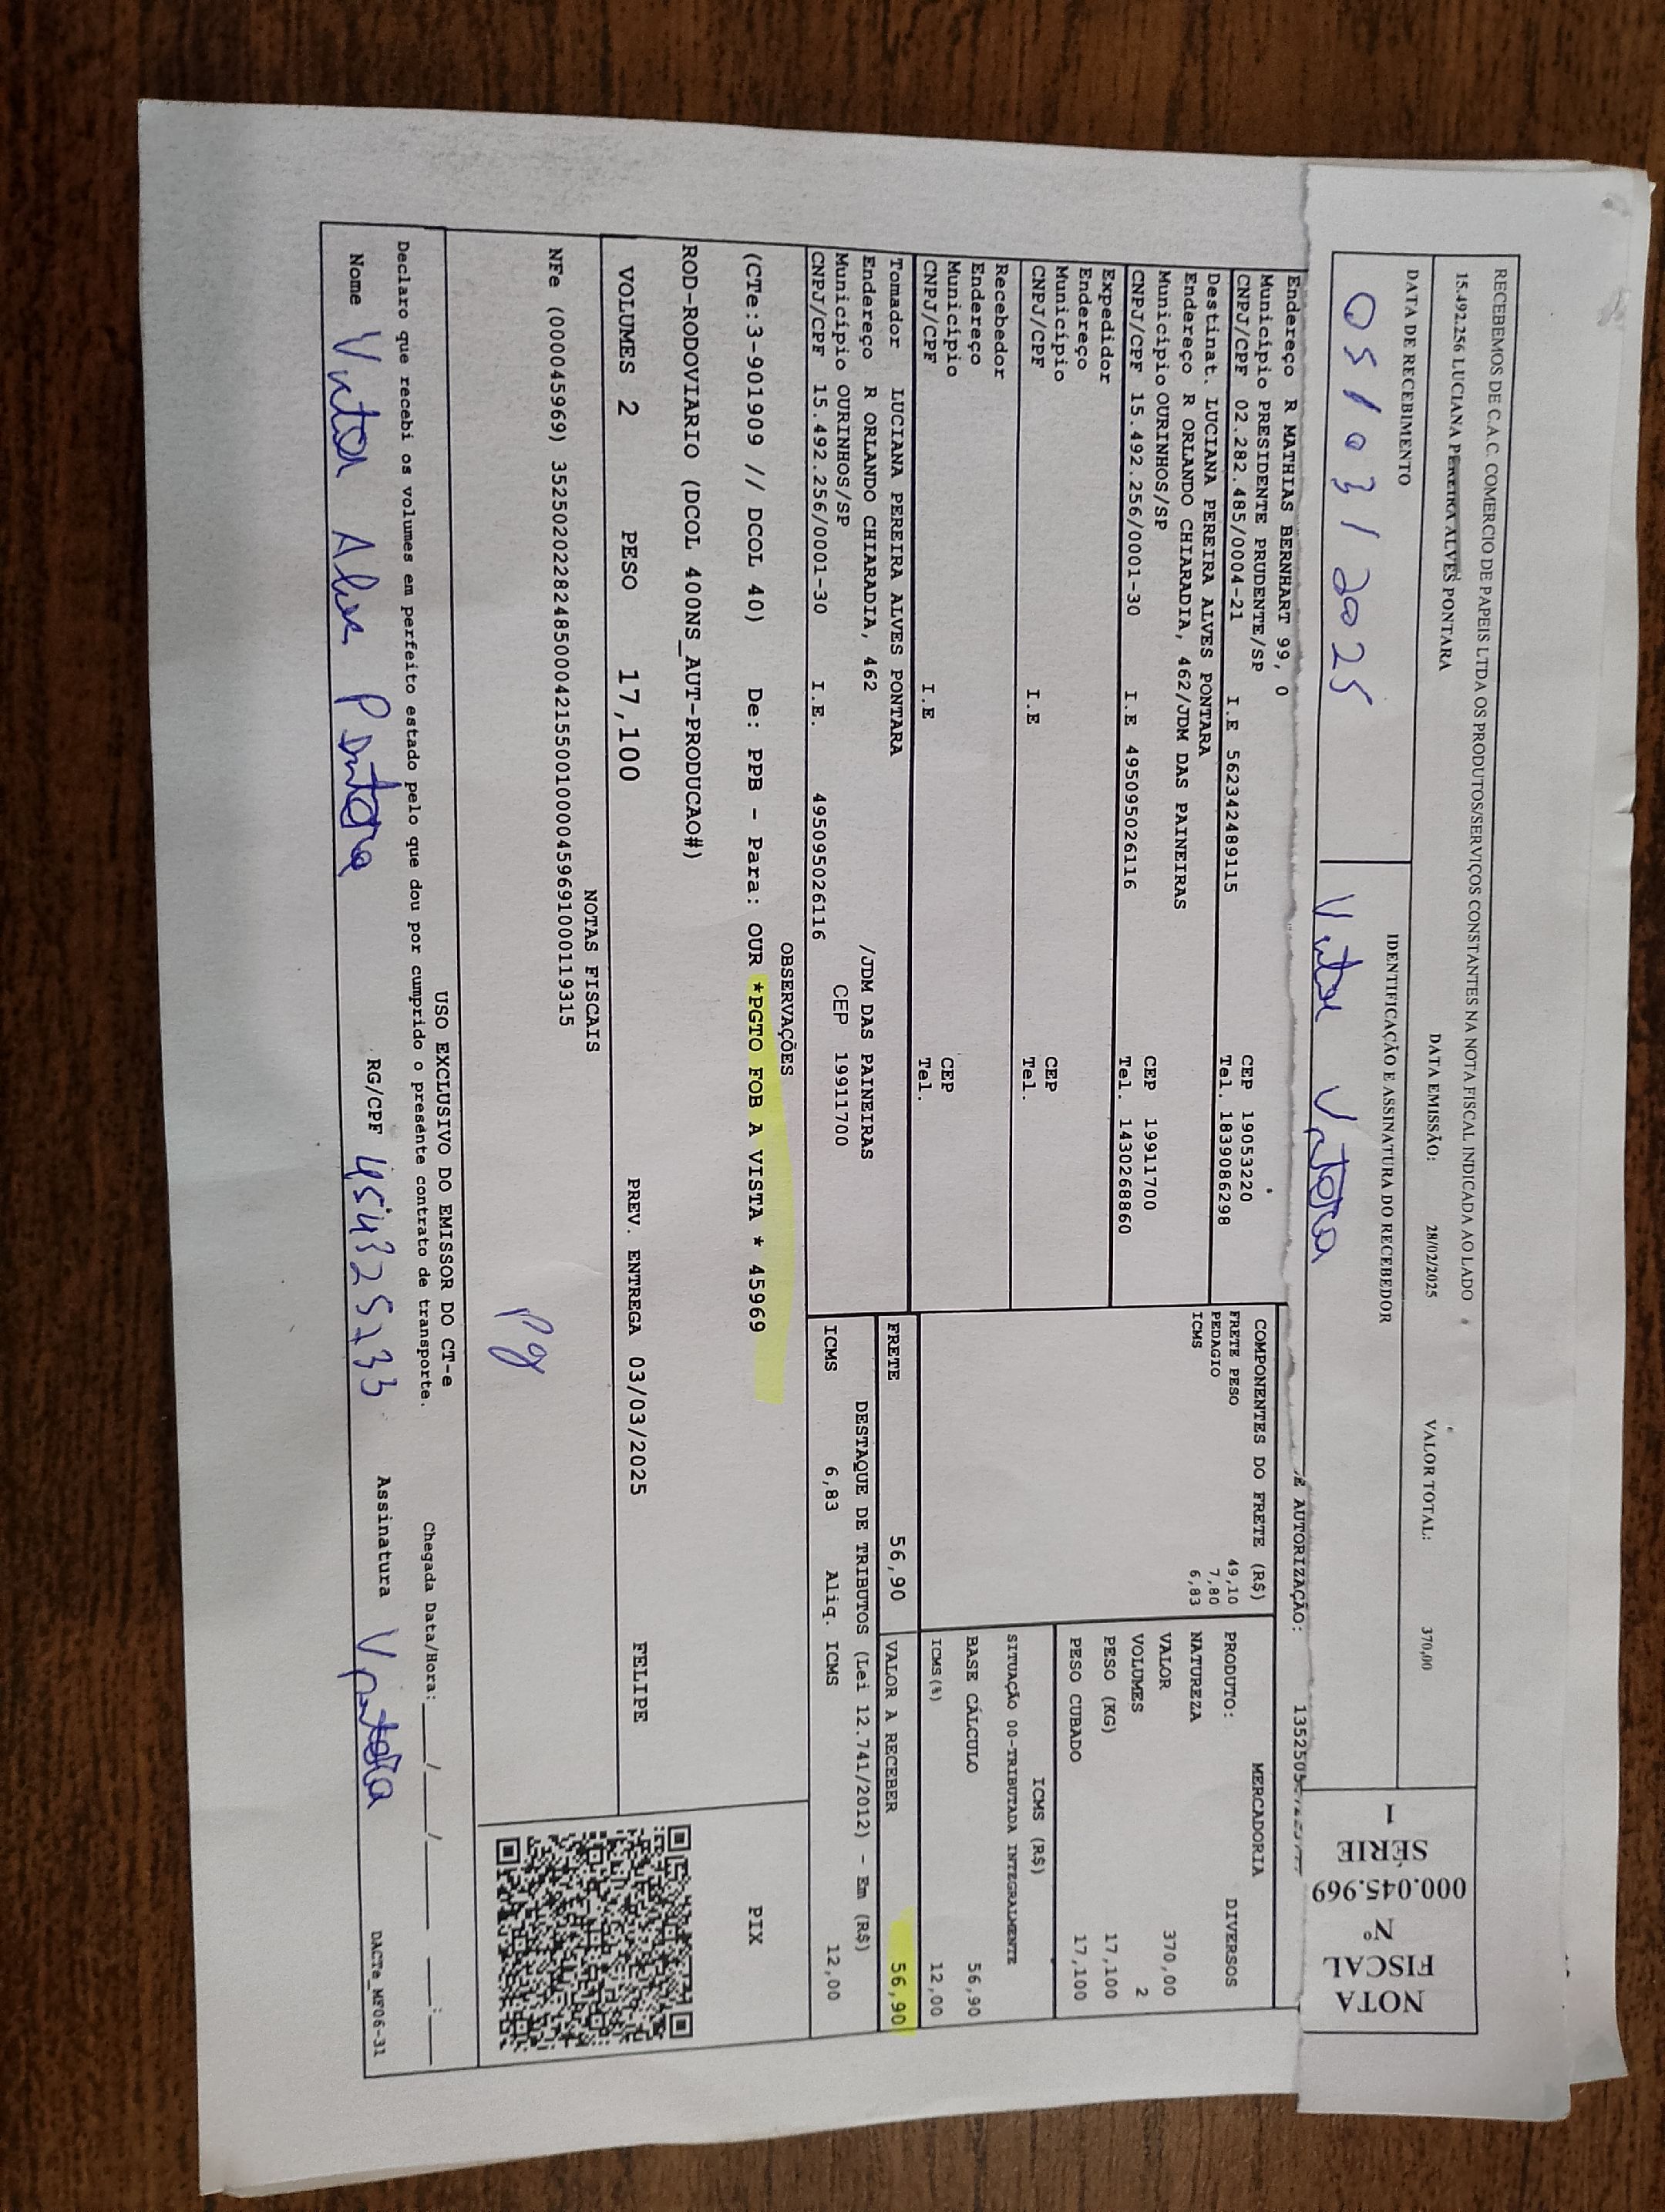 RECEBEMOS DE C.A.C. COMERCIO DE PAPEIS LTDA OS PRODUTOS/SERVIÇOS CONSTANTES NA NOTA FISCAL INDICADA AO LADO
DATA EMISSÃO: 28/02/2025 VALOR TOTAL: 370,00
15.492.256 LUCIANA PEREIRA ALVES PONTARA
DATA DE RECEBIMENTO
05/03/2025
IDENTIFICAÇÃO E ASSINATURA DO RECEBEDOR
NOTA
FISCAL
Nº
000.045.969
SÉRIE
1
AUTORIZAÇÃO:
Endereço R MATHIAS BERNHART 99, 0
Município PRESIDENTE PRUDENTE/SP CEP 19053220
CNPJ/CPF 02.282.485/0004-21 I.E 562342489115 Tel. 1839086298
Destinat. LUCIANA PEREIRA ALVES PONTARA
Endereço R ORLANDO CHIARADIA, 462/JDM DAS PAINEIRAS
Município OURINHOS/SP CEP 19911700
CNPJ/CPF 15.492.256/0001-30 I.E 495095026116 Tel. 1430268860
Expedidor
Endereço
Município CEP
CNPJ/CPF I.E Tel.
Recebedor
Endereço
Município CEP
CNPJ/CPF I.E Tel.
Tomador LUCIANA PEREIRA ALVES PONTARA
Endereço R ORLANDO CHIARADIA, 462 /JDM DAS PAINEIRAS
Município OURINHOS/SP CEP 19911700
CNPJ/CPF 15.492.256/0001-30 I.E. 495095026116
COMPONENTES DO FRETE (R$)
FRETE PESO 49,10
PEDAGIO 7,80
ICMS 6,83
MERCADORIA
PRODUTO: DIVERSOS
NATUREZA
VALOR 370,00
VOLUMES 2
PESO (KG) 17,100
PESO CUBADO 17,100
ICMS (R$)
SITUAÇÃO 00-TRIBUTADA INTEGRALMENTE
BASE CÁLCULO 56,90
ICMS(%) 12,00
FRETE 56,90 VALOR A RECEBER 56,90
DESTAQUE DE TRIBUTOS (Lei 12.741/2012) - Em (R$)
ICMS 6,83 Aliq. ICMS 12,00
OBSERVAÇÕES
(CTe:3-901909 // DCOL 40) De: PPB - Para: OUR *PGTO FOB A VISTA * 45969
ROD-RODOVIARIO (DCOL 400NS_AUT-PRODUCAO#)
PIX
VOLUMES 2 PESO 17,100 PREV. ENTREGA 03/03/2025 FELIPE
NOTAS FISCAIS
NFe (000045969) 35250202282485000421550010000459691000119315
Pg
USO EXCLUSIVO DO EMISSOR DO CT-e
Declaro que recebi os volumes em perfeito estado pelo que dou por cumprido o presente contrato de transporte. Chegada Data/Hora:____/____/____ ___:___
Nome RG/CPF Assinatura
DACTe_MF06-31